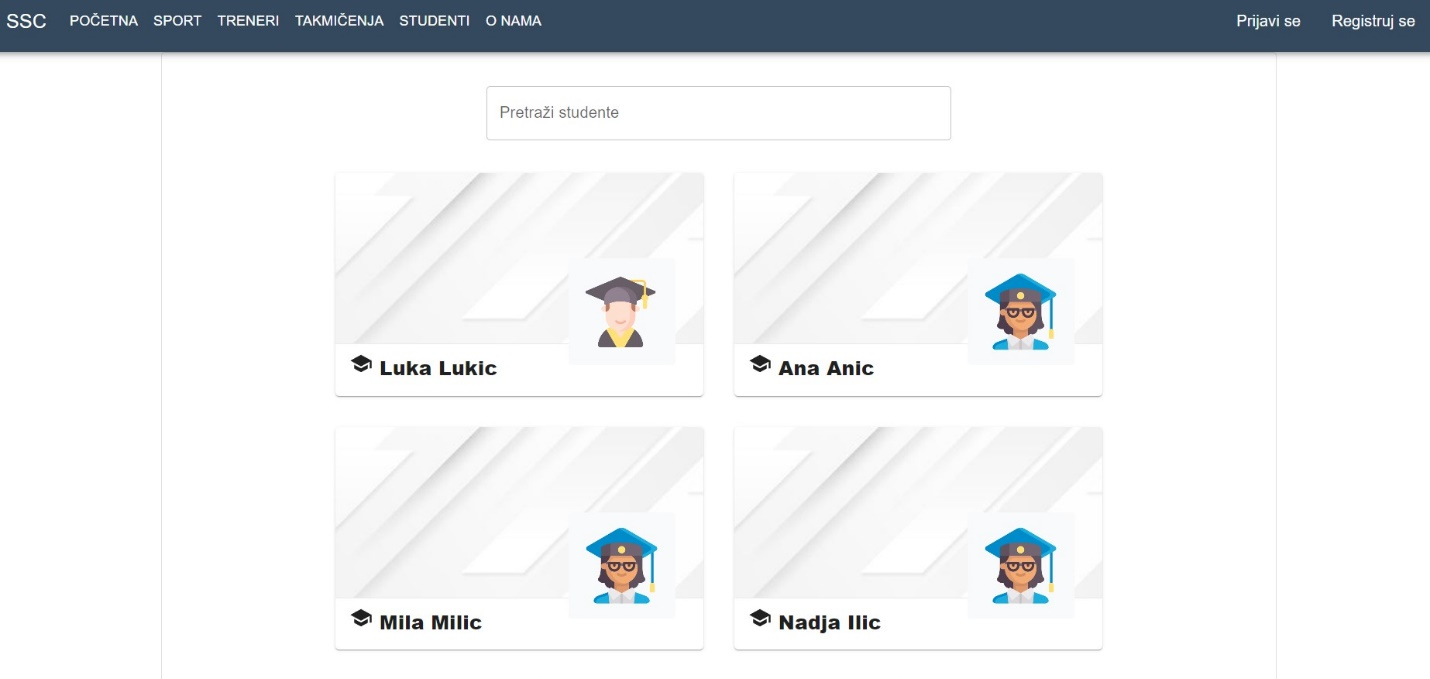 SSC POČETNA SPORT TRENERI TAKMIČENJA STUDENTI O NAMA Prijavi se Registruj se
Pretraži studente
Luka Lukic
Ana Anic
Mila Milic
Nadja Ilic